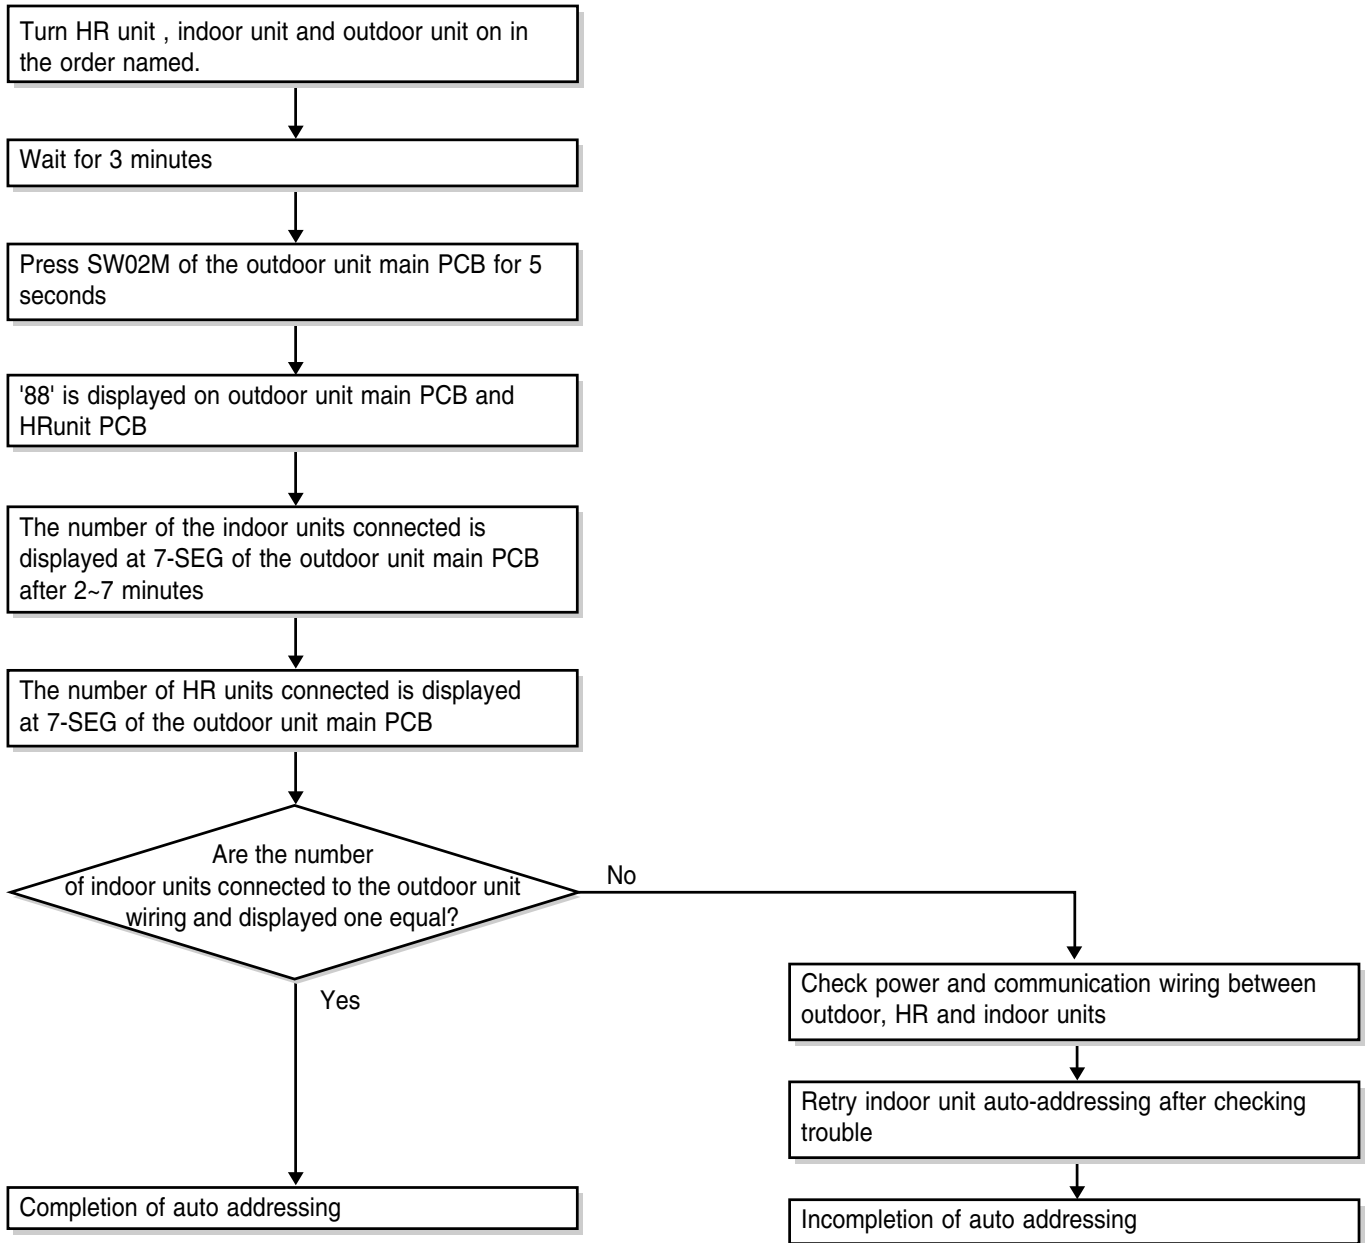 Turn HR unit , indoor unit and outdoor unit on in
the order named.
Wait for 3 minutes
Press SW02M of the outdoor unit main PCB for 5
seconds
'88' is displayed on outdoor unit main PCB and
HRunit PCB
The number of the indoor units connected is
displayed at 7-SEG of the outdoor unit main PCB
after 2~7 minutes
The number of HR units connected is displayed
at 7-SEG of the outdoor unit main PCB
Are the number
of indoor units connected to the outdoor unit
wiring and displayed one equal?
No
Yes
Check power and communication wiring between
outdoor, HR and indoor units
Retry indoor unit auto-addressing after checking
trouble
Completion of auto addressing
Incompletion of auto addressing